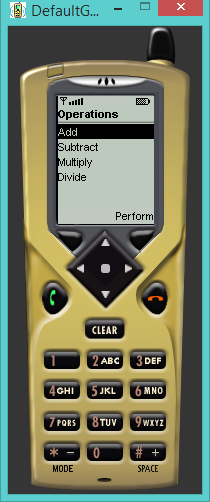 DefaultG...
Operations
Add
Subtract
Multiply
Divide
Perform
CLEAR
1 2 ABC 3 DEF
4 GHI 5 JKL 6 MNO
7 PQRS 8 TUV 9 WXYZ
* - 0 # +
MODE SPACE